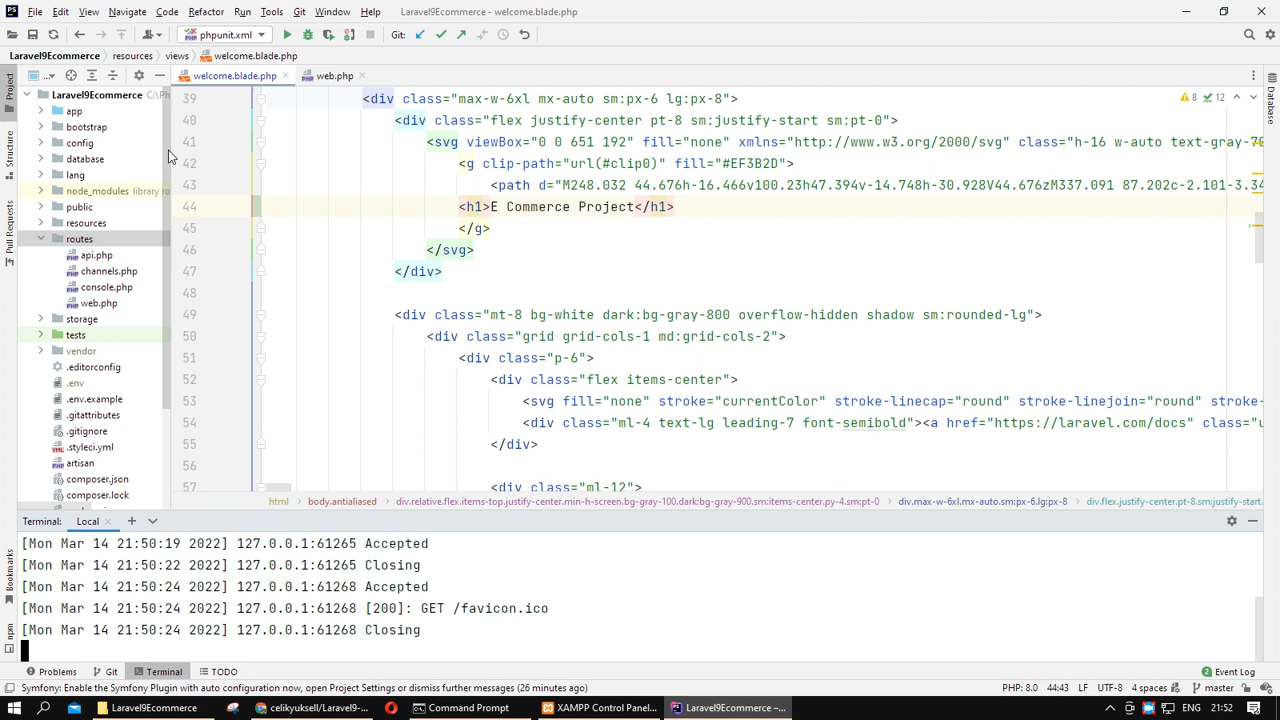 File Edit View Navigate Code Refactor Run Tools Git Window Help Laravel9Ecommerce - welcome.blade.php
phpunit.xml Git:
Laravel9Ecommerce resources views welcome.blade.php
Project
Structure
Pull Requests
Bookmarks
npm
Database
welcome.blade.php web.php
Laravel9Ecommerce C:\Ph
app
bootstrap
config
database
lang
node_modules library ro
public
resources
routes
api.php
channels.php
console.php
web.php
storage
tests
vendor
.editorconfig
.env
.env.example
.gitattributes
.gitignore
.styleci.yml
artisan
composer.json
composer.lock
8 12
39 <div class="max-w-6xl mx-auto sm:px-6 lg:px-8">
40 <div class="flex justify-center pt-8 sm:justify-start sm:pt-0">
41 <svg viewBox="0 0 651 192" fill="none" xmlns="http://www.w3.org/2000/svg" class="h-16 w-auto text-gray-70
42 <g clip-path="url(#clip0)" fill="#EF3B2D">
43 <path d="M248.032 44.676h-16.466v100.23h47.394v-14.748h-30.928V44.676zM337.091 87.202c-2.101-3.34
44 <h1>E Commerce Project</h1>
45 </g>
46 </svg>
47 </div>
48
49 <div class="mt-8 bg-white dark:bg-gray-800 overflow-hidden shadow sm:rounded-lg">
50 <div class="grid grid-cols-1 md:grid-cols-2">
51 <div class="p-6">
52 <div class="flex items-center">
53 <svg fill="none" stroke="currentColor" stroke-linecap="round" stroke-linejoin="round" stroke-
54 <div class="ml-4 text-lg leading-7 font-semibold"><a href="https://laravel.com/docs" class="u
55 </div>
56
57 <div class="ml-12">
html body.antialiased div.relative.flex.items-top.justify-center.min-h-screen.bg-gray-100.dark:bg-gray-900.sm:items-center.py-4.sm:pt-0 div.max-w-6xl.mx-auto.sm:px-6.lg:px-8 div.flex.justify-center.pt-8.sm:justify-start.
Terminal: Local
[Mon Mar 14 21:50:19 2022] 127.0.0.1:61265 Accepted
[Mon Mar 14 21:50:22 2022] 127.0.0.1:61265 Closing
[Mon Mar 14 21:50:24 2022] 127.0.0.1:61268 Accepted
[Mon Mar 14 21:50:24 2022] 127.0.0.1:61268 [200]: GET /favicon.ico
[Mon Mar 14 21:50:24 2022] 127.0.0.1:61268 Closing
Problems Git Terminal TODO 2 Event Log
Symfony: Enable the Symfony Plugin with auto configuration now, open Project Settings or dismiss further messages (26 minutes ago) PHP: 8.0 44:43 LF UTF-8 4 spaces master
Laravel9Ecommerce celikyuksell/Laravel9-... Command Prompt XAMPP Control Panel... Laravel9Ecommerce –... ENG 21:52